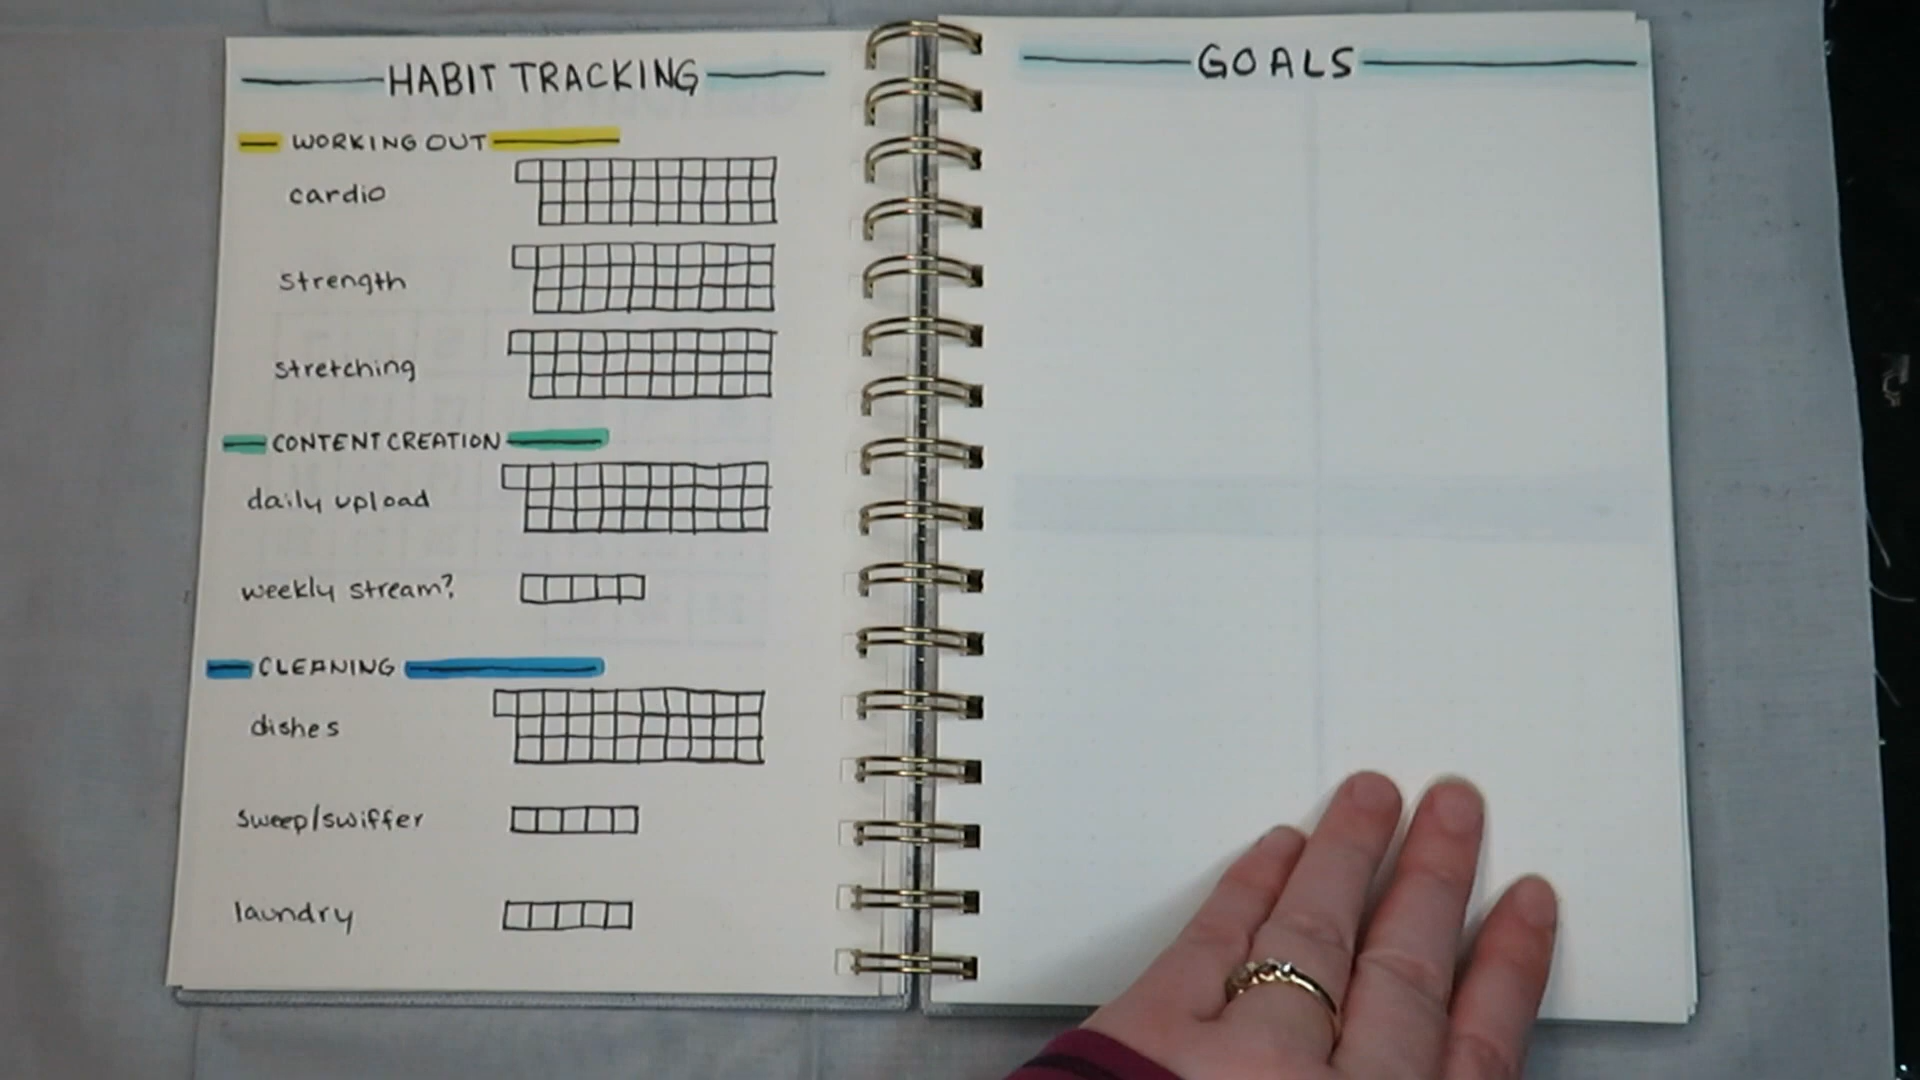 HABIT TRACKING
WORKING OUT
cardio
strength
stretching
CONTENT CREATION
daily upload
weekly stream?
CLEANING
dishes
sweep/swiffer
laundry
GOALS